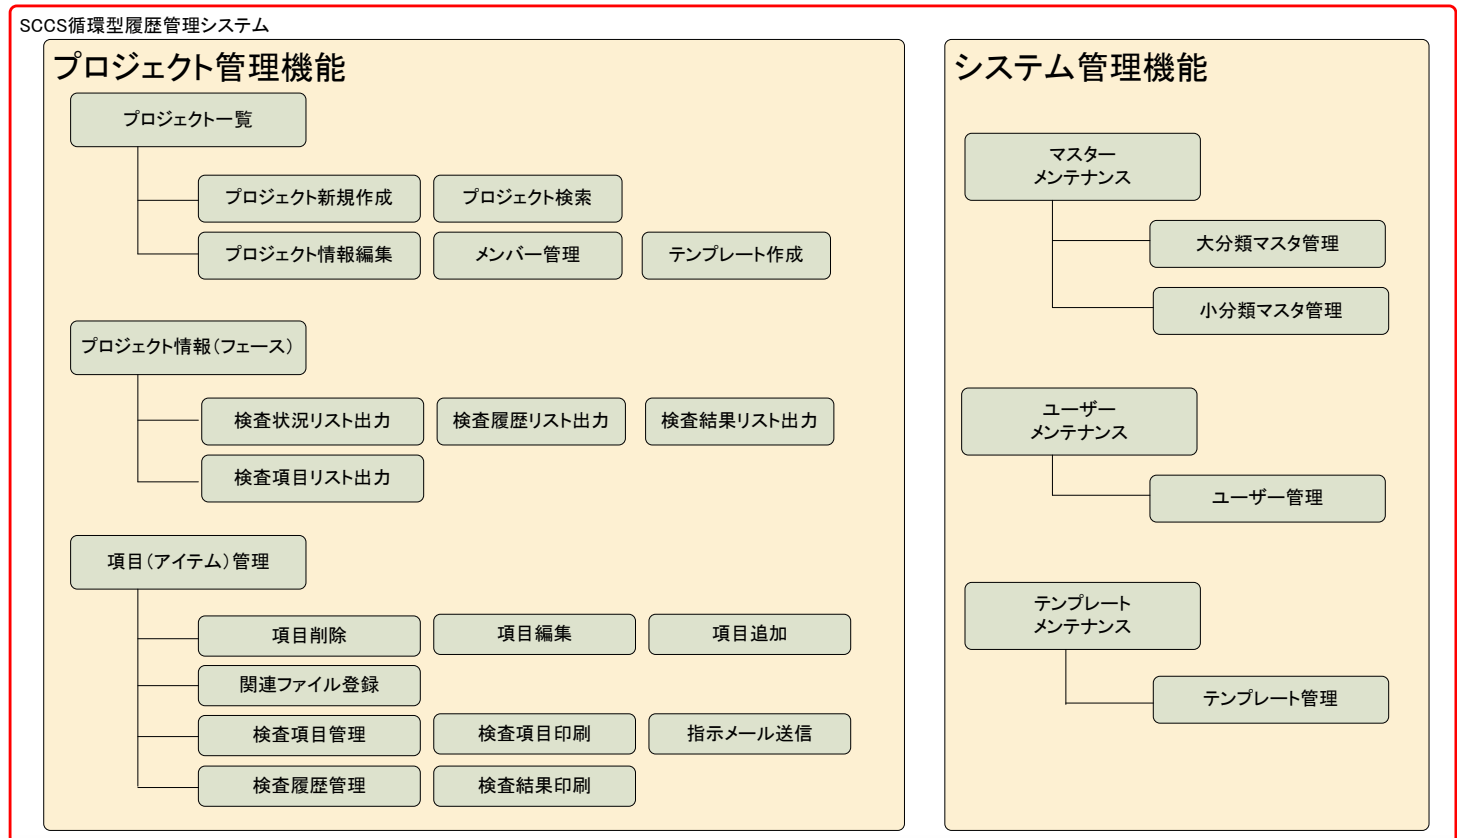 SCCS循環型履歴管理システム
プロジェクト管理機能
プロジェクト一覧
プロジェクト新規作成
プロジェクト検索
プロジェクト情報編集
メンバー管理
テンプレート作成
プロジェクト情報（フェース）
検査状況リスト出力
検査履歴リスト出力
検査結果リスト出力
検査項目リスト出力
項目（アイテム）管理
項目削除
項目編集
項目追加
関連ファイル登録
検査項目管理
検査項目印刷
指示メール送信
検査履歴管理
検査結果印刷
システム管理機能
マスター
メンテナンス
大分類マスタ管理
小分類マスタ管理
ユーザー
メンテナンス
ユーザー管理
テンプレート
メンテナンス
テンプレート管理